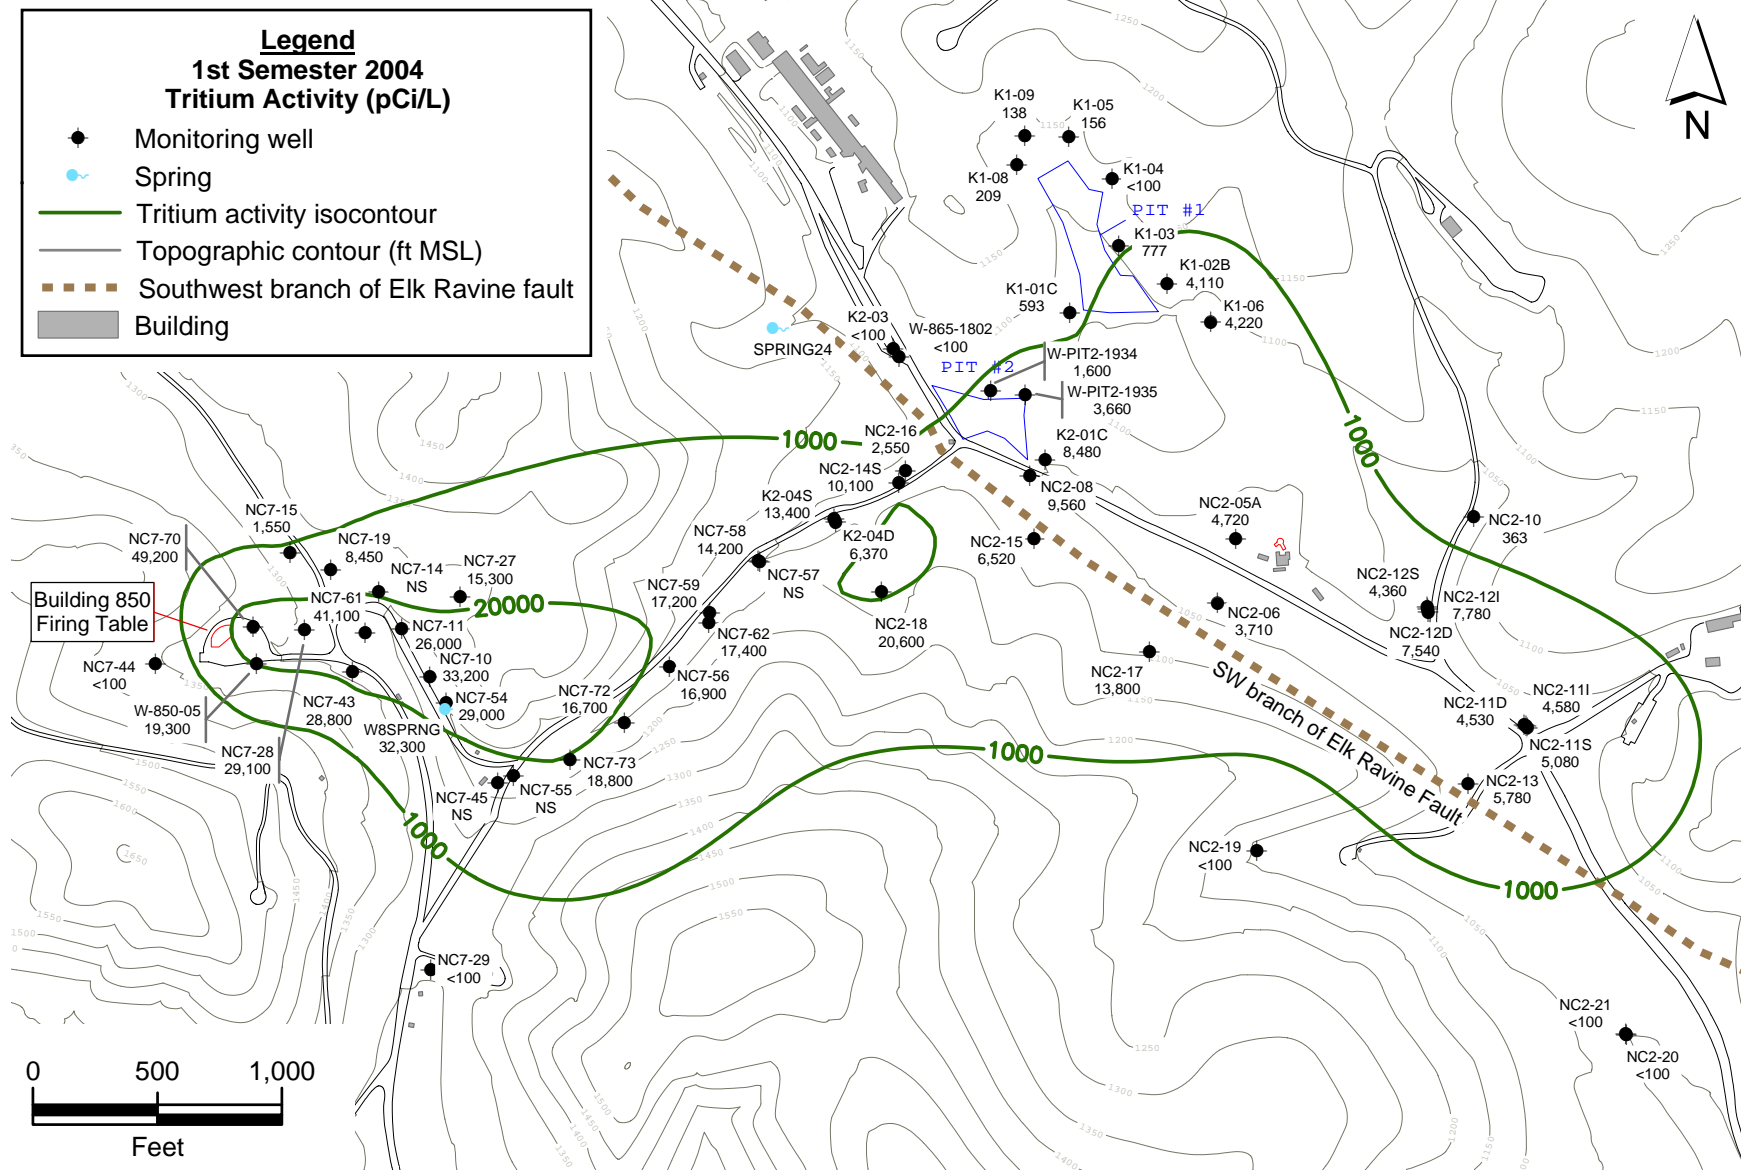 Legend
1st Semester 2004
Tritium Activity (pCi/L)
Monitoring well
Spring
Tritium activity isocontour
Topographic contour (ft MSL)
Southwest branch of Elk Ravine fault
Building
N
K1-09
138
K1-05
156
K1-08
209
K1-04
<100
PIT #1
K1-03
777
K1-02B
4,110
K1-01C
593
K1-06
4,220
K2-03
<100
W-865-1802
<100
SPRING24
PIT #2
W-PIT2-1934
1,600
W-PIT2-1935
3,660
NC2-16
2,550
K2-01C
8,480
1000
1000
NC2-14S
10,100
NC2-08
9,560
K2-04S
13,400
K2-04D
6,370
NC2-05A
4,720
NC2-10
363
NC7-15
1,550
NC7-70
49,200
NC7-19
8,450
NC7-14
NS
NC7-27
15,300
NC7-58
14,200
NC7-57
NS
NC2-15
6,520
NC2-12S
4,360
NC2-12I
7,780
NC2-12D
7,540
NC7-61
41,100
20000
NC7-59
17,200
NC7-62
17,400
NC2-18
20,600
NC2-06
3,710
Building 850
Firing Table
NC7-11
26,000
NC7-10
33,200
NC7-44
<100
NC7-56
16,900
NC2-17
13,800
SW branch of Elk Ravine Fault
W-850-05
19,300
NC7-43
28,800
NC7-54
29,000
W8SPRNG
32,300
NC7-72
16,700
NC2-11D
4,530
NC2-11I
4,580
NC2-11S
5,080
NC7-28
29,100
NC7-73
18,800
1000
NC2-13
5,780
NC7-45
NS
NC7-55
NS
1000
NC2-19
<100
1000
NC7-29
<100
NC2-21
<100
NC2-20
<100
0 500 1,000
Feet